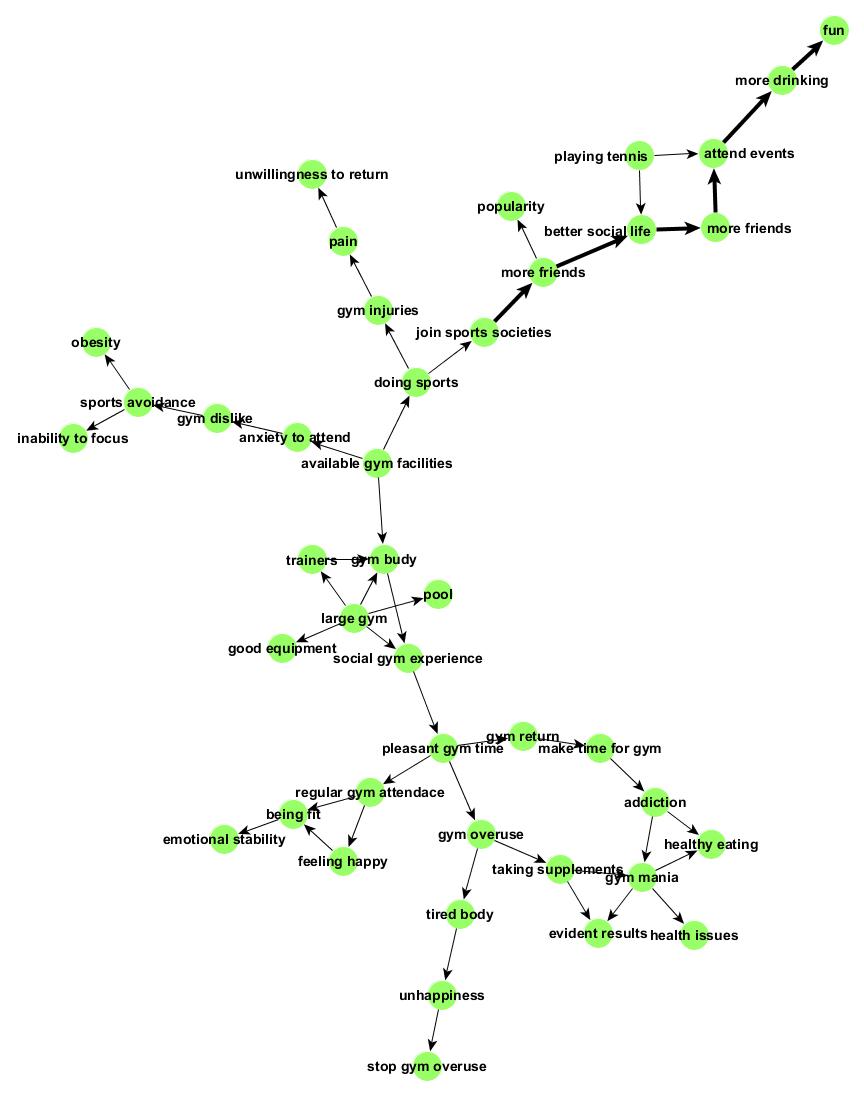 fun
more drinking
playing tennis
attend events
unwillingness to return
popularity
better social life
more friends
pain
more friends
gym injuries
join sports societies
obesity
doing sports
sports avoidance
gym dislike
inability to focus
anxiety to attend
available gym facilities
trainers
gym budy
pool
large gym
good equipment
social gym experience
gym return
pleasant gym time
make time for gym
regular gym attendace
addiction
being fit
emotional stability
gym overuse
healthy eating
feeling happy
taking supplements
gym mania
tired body
evident results
health issues
unhappiness
stop gym overuse